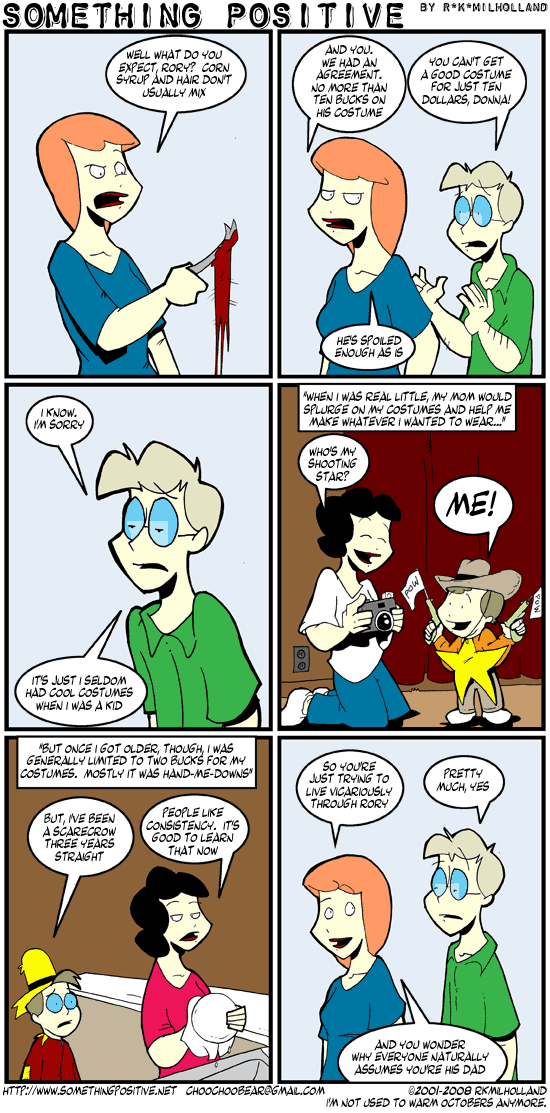 SOMETHING POSITIVE BY R*K*MILHOLLAND
WELL WHAT DO YOU
EXPECT, RORY? CORN
SYRUP AND HAIR DON'T
USUALLY MIX
AND YOU.
WE HAD AN
AGREEMENT.
NO MORE THAN
TEN BUCKS ON
HIS COSTUME
YOU CAN'T GET
A GOOD COSTUME
FOR JUST TEN
DOLLARS, DONNA!
HE'S SPOILED
ENOUGH AS IS
I KNOW.
I'M SORRY
IT'S JUST I SELDOM
HAD COOL COSTUMES
WHEN I WAS A KID
"WHEN I WAS REAL LITTLE, MY MOM WOULD
SPLURGE ON MY COSTUMES AND HELP ME
MAKE WHATEVER I WANTED TO WEAR..."
WHO'S MY
SHOOTING
STAR?
ME!
POW
POW
"BUT ONCE I GOT OLDER, THOUGH, I WAS
GENERALLY LIMITED TO TWO BUCKS FOR MY
COSTUMES. MOSTLY IT WAS HAND-ME-DOWNS"
BUT, I'VE BEEN
A SCARECROW
THREE YEARS
STRAIGHT
PEOPLE LIKE
CONSISTENCY. IT'S
GOOD TO LEARN
THAT NOW
SO YOU'RE
JUST TRYING TO
LIVE VICARIOUSLY
THROUGH RORY
PRETTY
MUCH, YES
AND YOU WONDER
WHY EVERYONE NATURALLY
ASSUMES YOU'RE HIS DAD
HTTP://WWW.SOMETHINGPOSITIVE.NET CHOOCHOOBEAR@GMAIL.COM ©2001-2008 RKMILHOLLAND
I'M NOT USED TO WARM OCTOBERS ANYMORE.